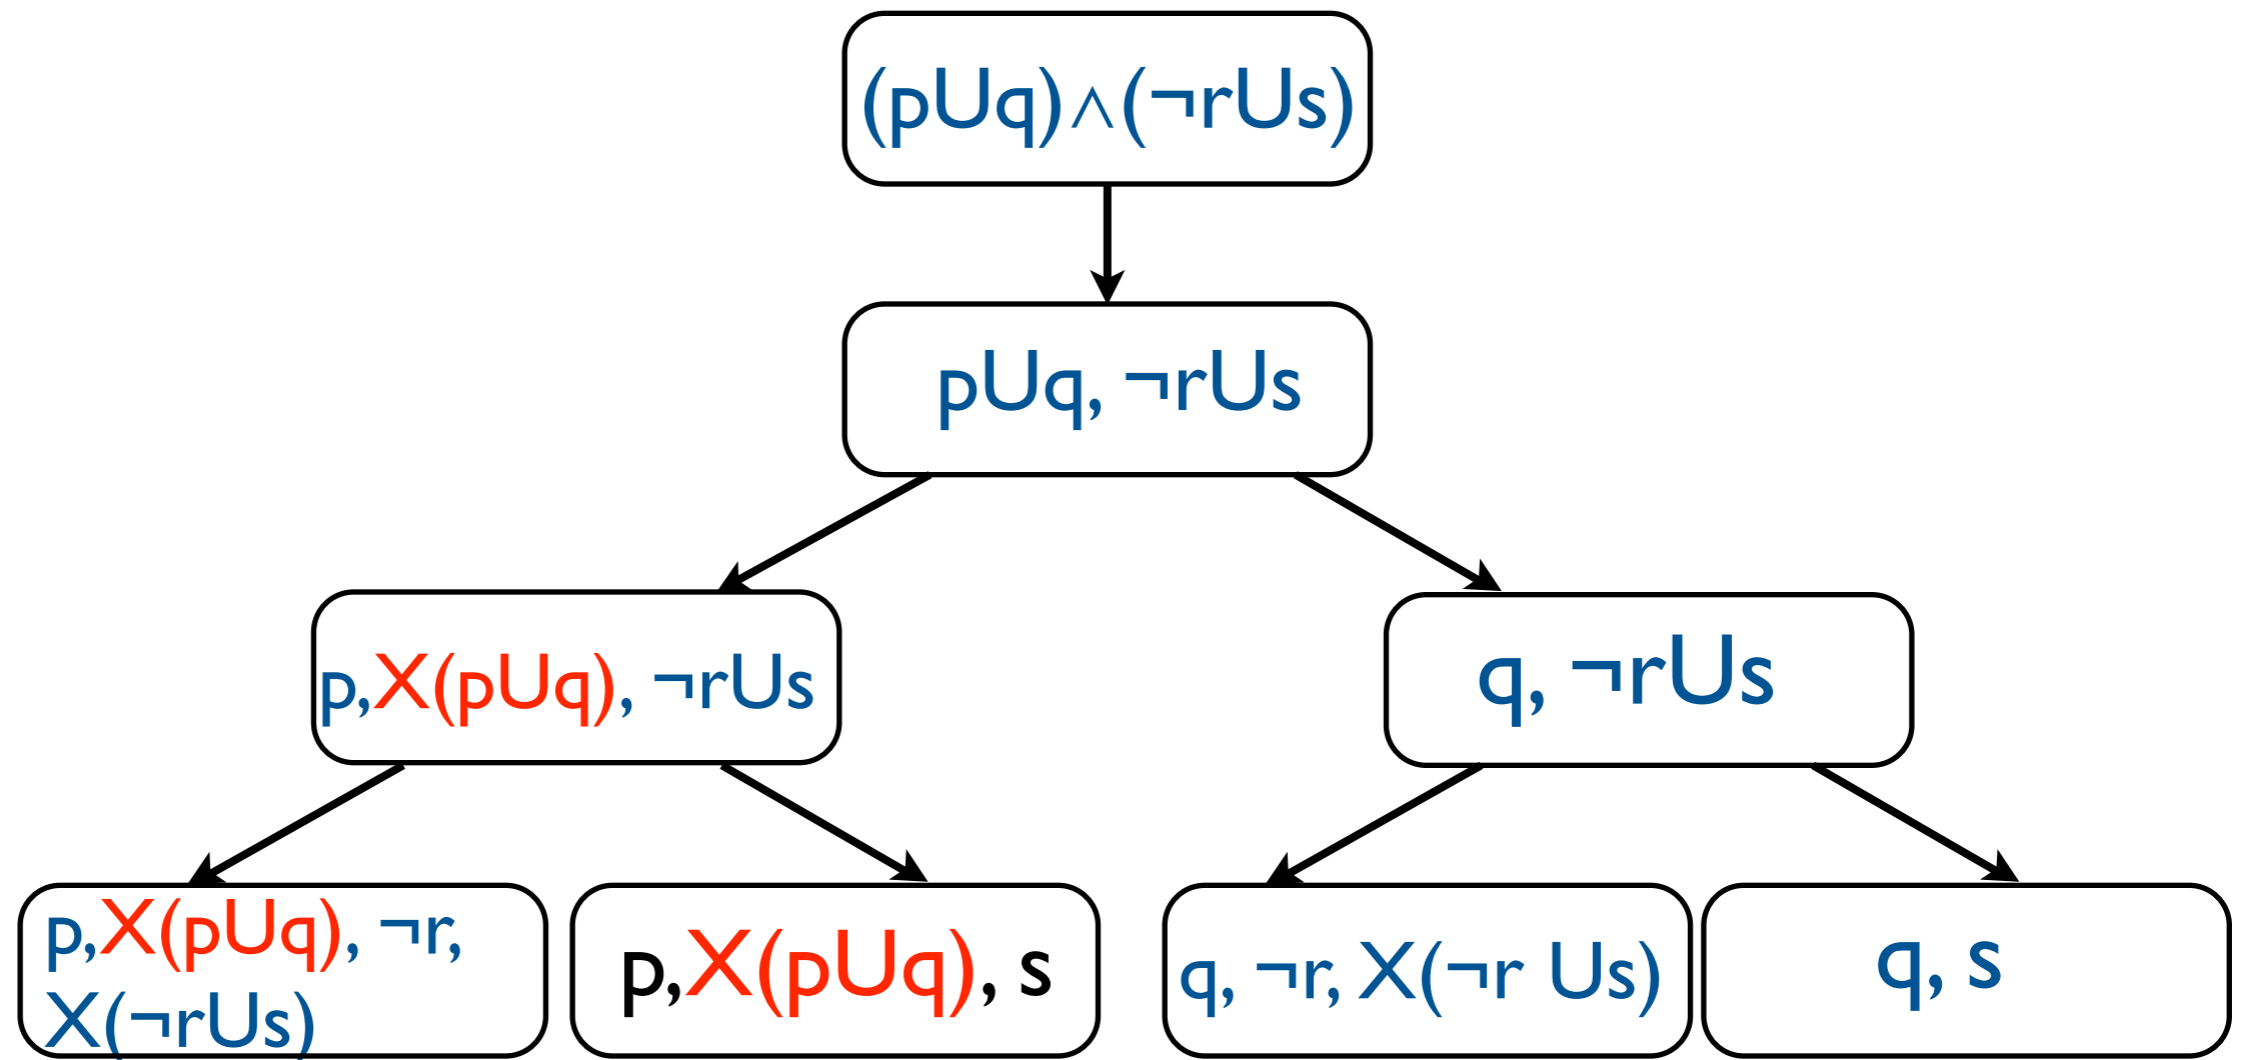 (pUq)∧(¬rUs)
pUq, ¬rUs
p,X(pUq), ¬rUs
q, ¬rUs
p,X(pUq), ¬r,
X(¬rUs)
p,X(pUq), s
q, ¬r, X(¬r Us)
q, s